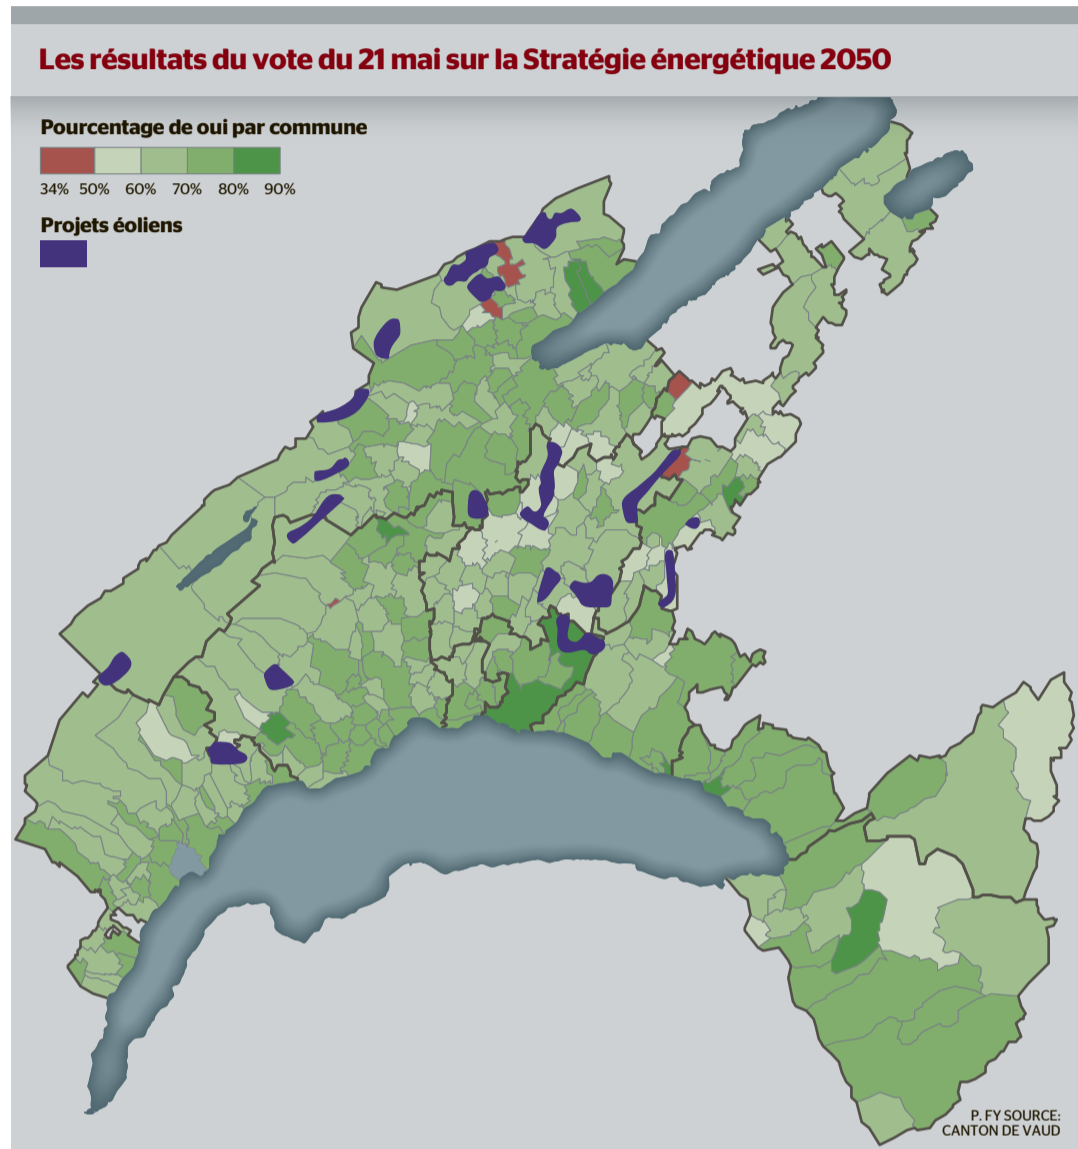 Les résultats du vote du 21 mai sur la Stratégie énergétique 2050
Pourcentage de oui par commune
34% 50% 60% 70% 80% 90%
Projets éoliens
P. FY SOURCE:
CANTON DE VAUD